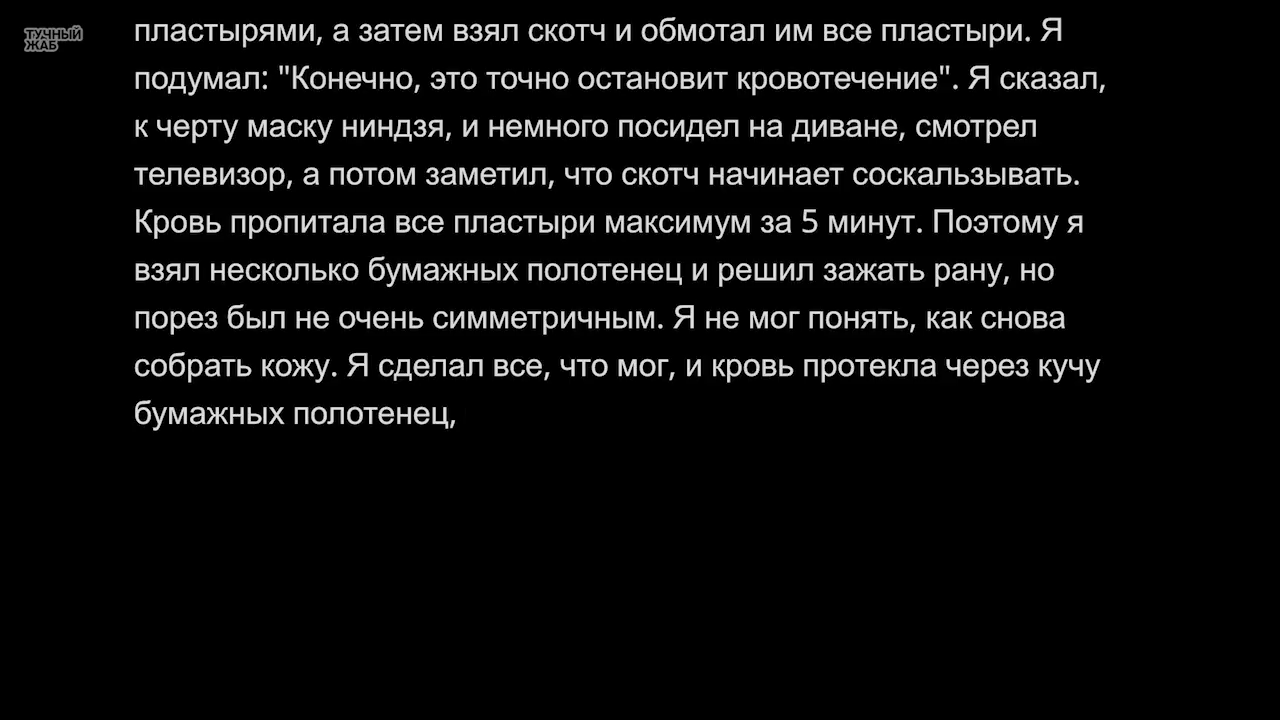 ТУЧНЫЙ
ЖАБ
пластырями, а затем взял скотч и обмотал им все пластыри. Я
подумал: "Конечно, это точно остановит кровотечение". Я сказал,
к черту маску ниндзя, и немного посидел на диване, смотрел
телевизор, а потом заметил, что скотч начинает соскальзывать.
Кровь пропитала все пластыри максимум за 5 минут. Поэтому я
взял несколько бумажных полотенец и решил зажать рану, но
порез был не очень симметричным. Я не мог понять, как снова
собрать кожу. Я сделал все, что мог, и кровь протекла через кучу
бумажных полотенец,